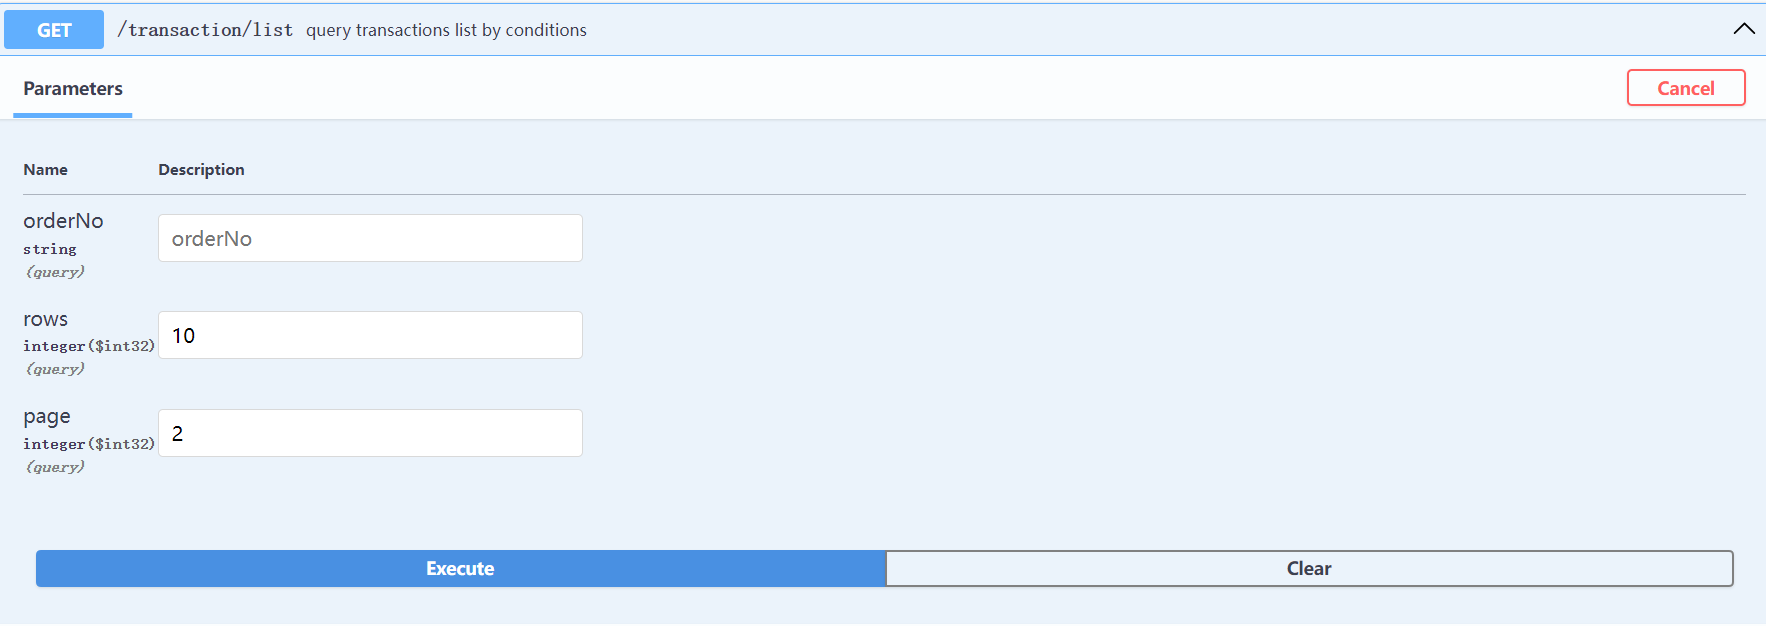 GET /transaction/list query transactions list by conditions
Parameters
Cancel
Name Description
orderNo
string
(query)
orderNo
rows
integer($int32)
(query)
10
page
integer($int32)
(query)
2
Execute
Clear